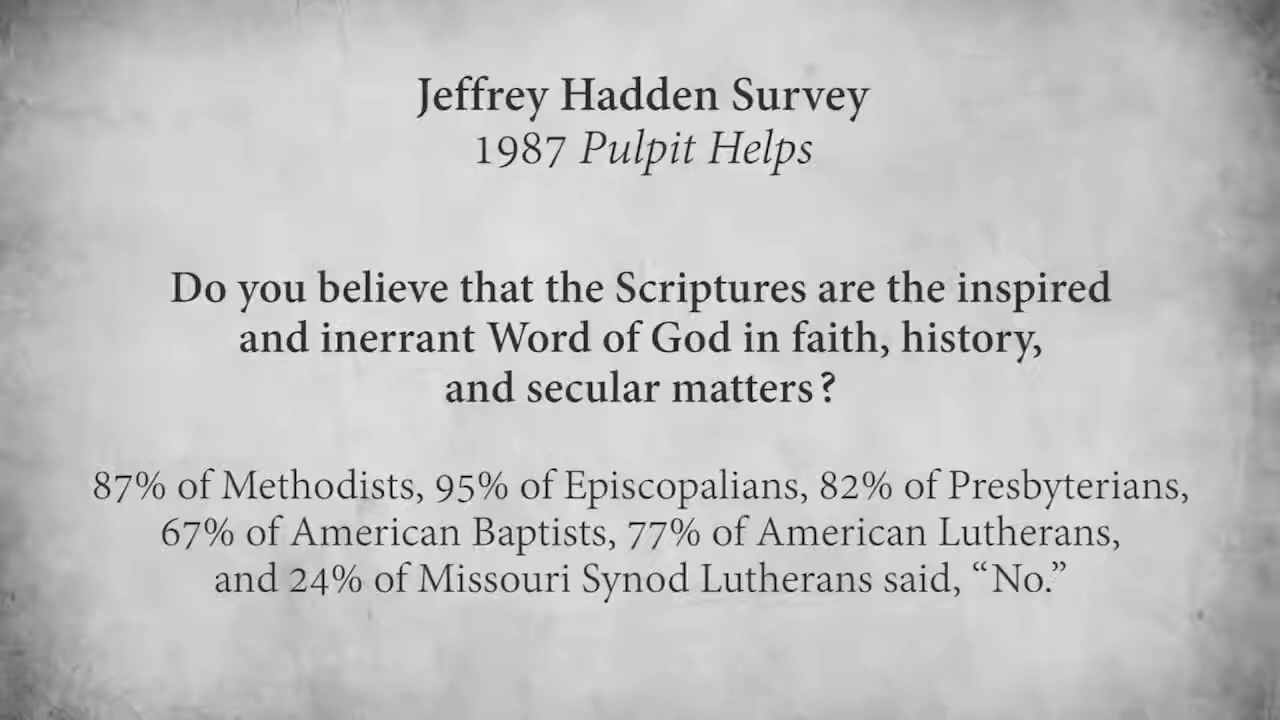 Jeffrey Hadden Survey
1987 Pulpit Helps
Do you believe that the Scriptures are the inspired
and inerrant Word of God in faith, history,
and secular matters?
87% of Methodists, 95% of Episcopalians, 82% of Presbyterians,
67% of American Baptists, 77% of American Lutherans,
and 24% of Missouri Synod Lutherans said, “No.”